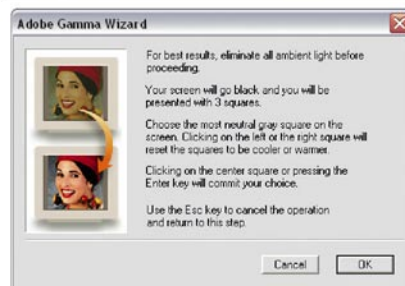 Adobe Gamma Wizard
For best results, eliminate all ambient light before
proceeding.
Your screen will go black and you will be
presented with 3 squares.
Choose the most neutral gray square on the
screen. Clicking on the left or the right square will
reset the squares to be cooler or warmer.
Clicking on the center square or pressing the
Enter key will commit your choice.
Use the Esc key to cancel the operation
and return to this step.
Cancel
OK